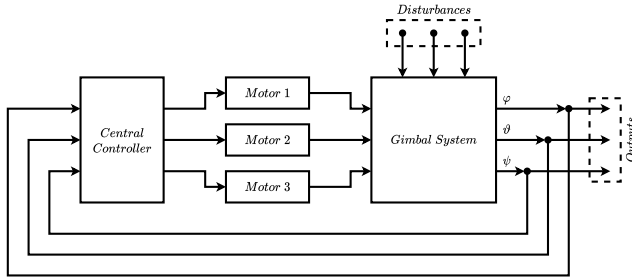 Disturbances
Central
Controller
Motor 1
Motor 2
Motor 3
Gimbal System
φ
ϑ
ψ
Outputs